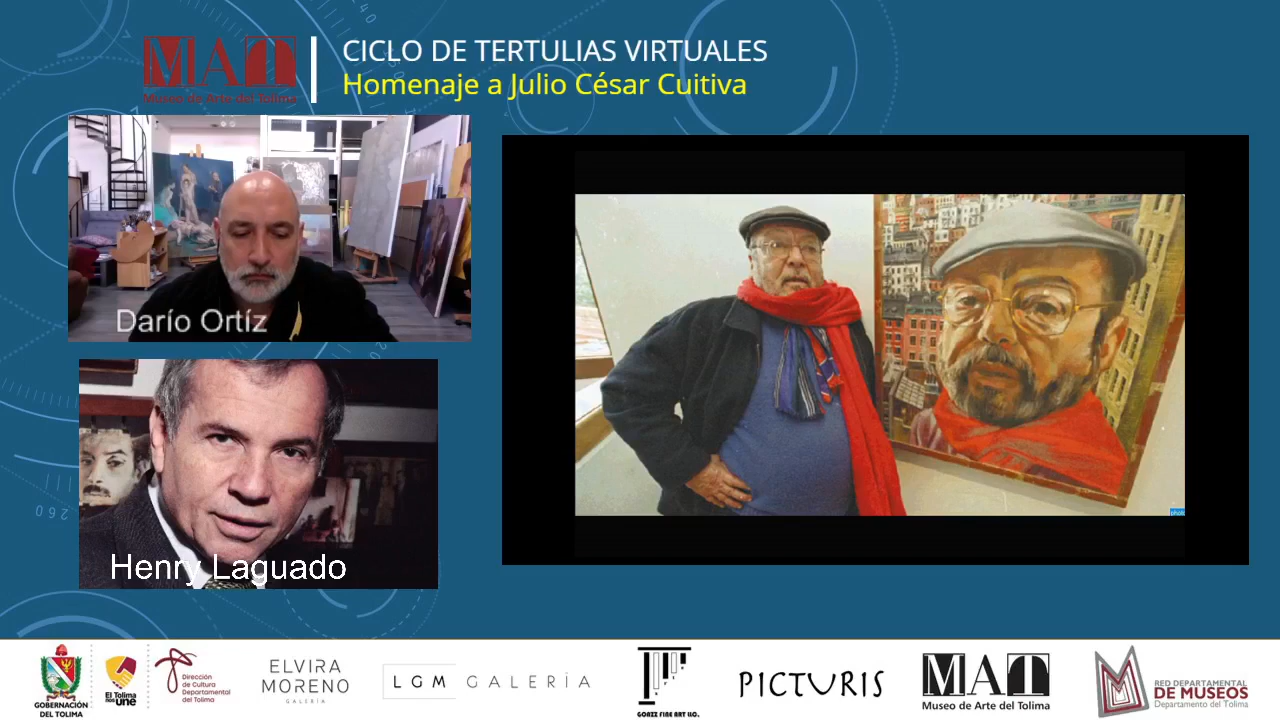 MAT
Museo de Arte del Tolima
CICLO DE TERTULIAS VIRTUALES
Homenaje a Julio César Cuitiva
Darío Ortíz
Henry Laguado
260
GOBERNACIÓN
DEL TOLIMA
El Tolima
nos UNE
Dirección
de Cultura
Departamental
del Tolima
ELVIRA
MORENO
GALERÍA
LGM GALERÍA
GOAZZ FINE ART LLC.
PICTURIS
MAT
Museo de Arte del Tolima
RED DEPARTAMENTAL
DE MUSEOS
Departamento del Tolima